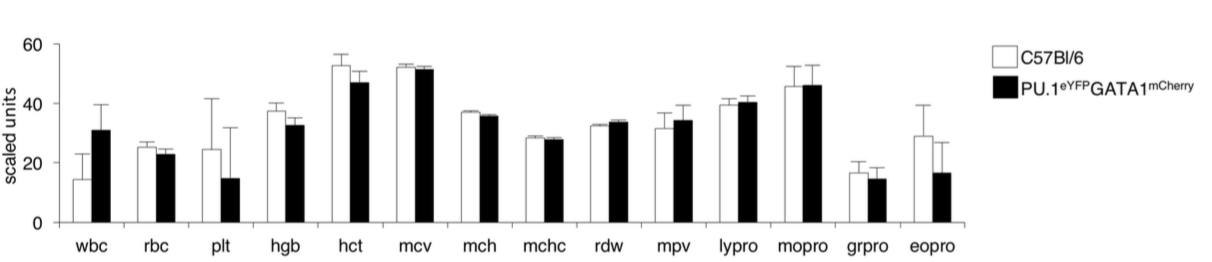 60
40
20
0
scaled units
wbc rbc plt hgb hct mcv mch mchc rdw mpv lypro mopro grpro eopro
C57Bl/6
PU.1eYFPGATA1mCherry